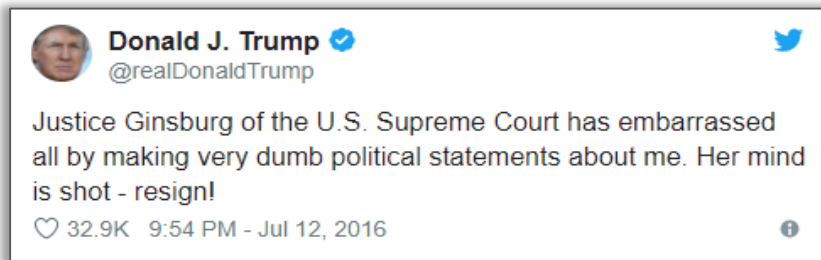 Donald J. Trump
@realDonaldTrump
Justice Ginsburg of the U.S. Supreme Court has embarrassed
all by making very dumb political statements about me. Her mind
is shot - resign!
32.9K 9:54 PM - Jul 12, 2016